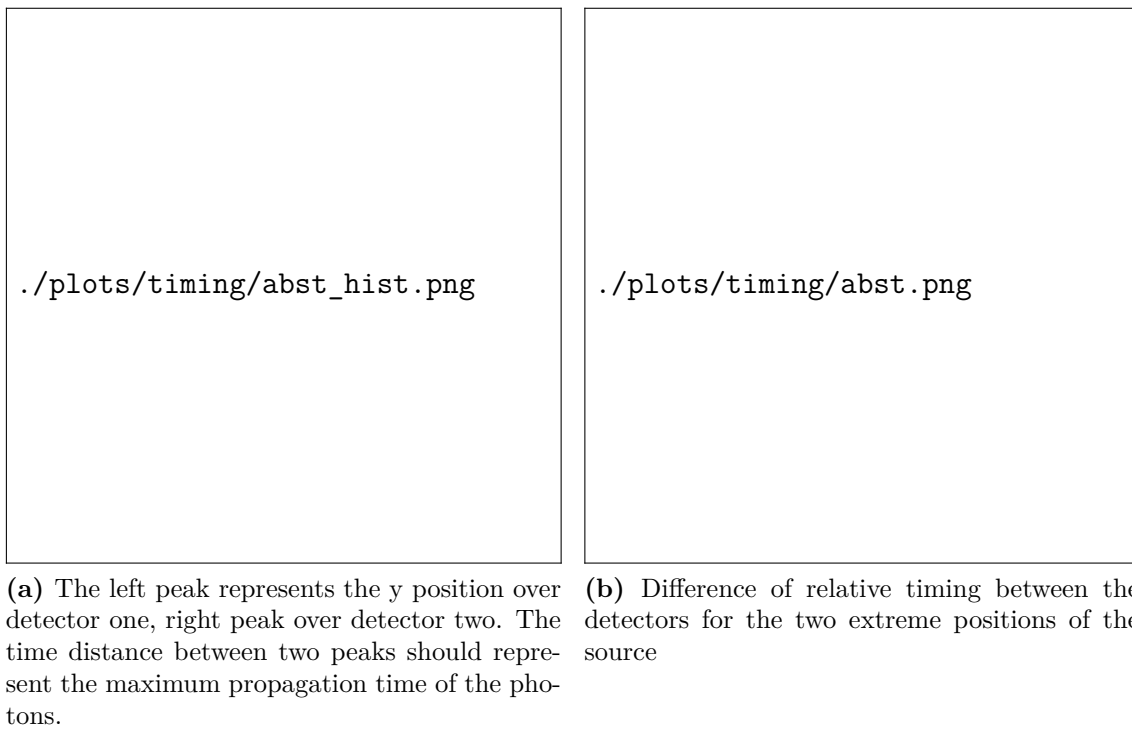 ./plots/timing/abst_hist.png
./plots/timing/abst.png
(a) The left peak represents the y position over
detector one, right peak over detector two. The
time distance between two peaks should repre-
sent the maximum propagation time of the pho-
tons.
(b) Difference of relative timing between the
detectors for the two extreme positions of the
source